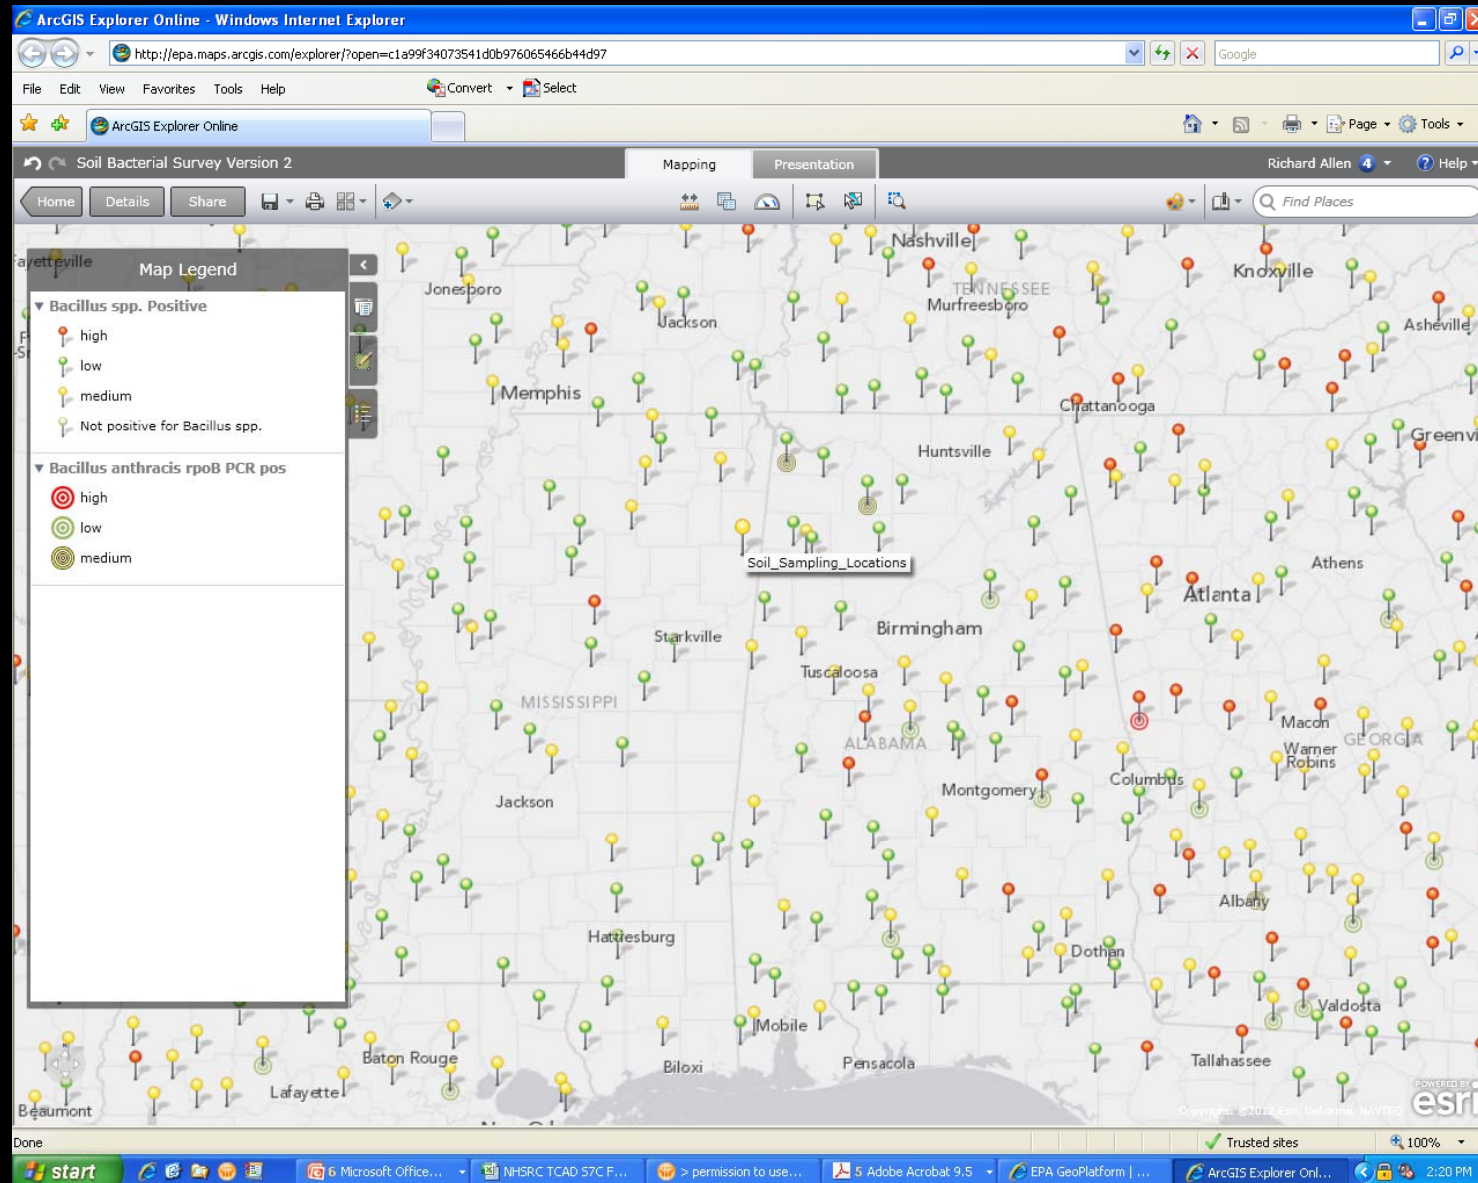 ArcGIS Explorer Online - Windows Internet Explorer
http://epa.maps.arcgis.com/explorer/?open=c1a99f34073541d0b976065466b44d97
Google
File Edit View Favorites Tools Help
Convert Select
ArcGIS Explorer Online
Page Tools
Soil Bacterial Survey Version 2
Mapping Presentation
Richard Allen 4 Help
Home Details Share
Find Places
Map Legend
Bacillus spp. Positive
high
low
medium
Not positive for Bacillus spp.
Bacillus anthracis rpoB PCR pos
high
low
medium
Nashville
Knoxville
Jonesboro
TENNESSEE
Murfreesboro
Jackson
Asheville
Memphis
Chattanooga
Huntsville
Greenvi
Soil_Sampling_Locations
Athens
Atlanta
Birmingham
Starkville
Tuscaloosa
MISSISSIPPI
Macon
ALABAMA
GEORGIA
Warner
Robins
Columbus
Montgomery
Jackson
Albany
Hattiesburg
Dothan
Valdosta
Mobile
Baton Rouge
Biloxi
Pensacola
Tallahassee
Lafayette
Beaumont
POWERED BY
esri
Done
Trusted sites 100%
start 6 Microsoft Office... NHSRC TCAD S7C F... > permission to use... 5 Adobe Acrobat 9.5 EPA GeoPlatform | ... ArcGIS Explorer Onl... 2:20 PM